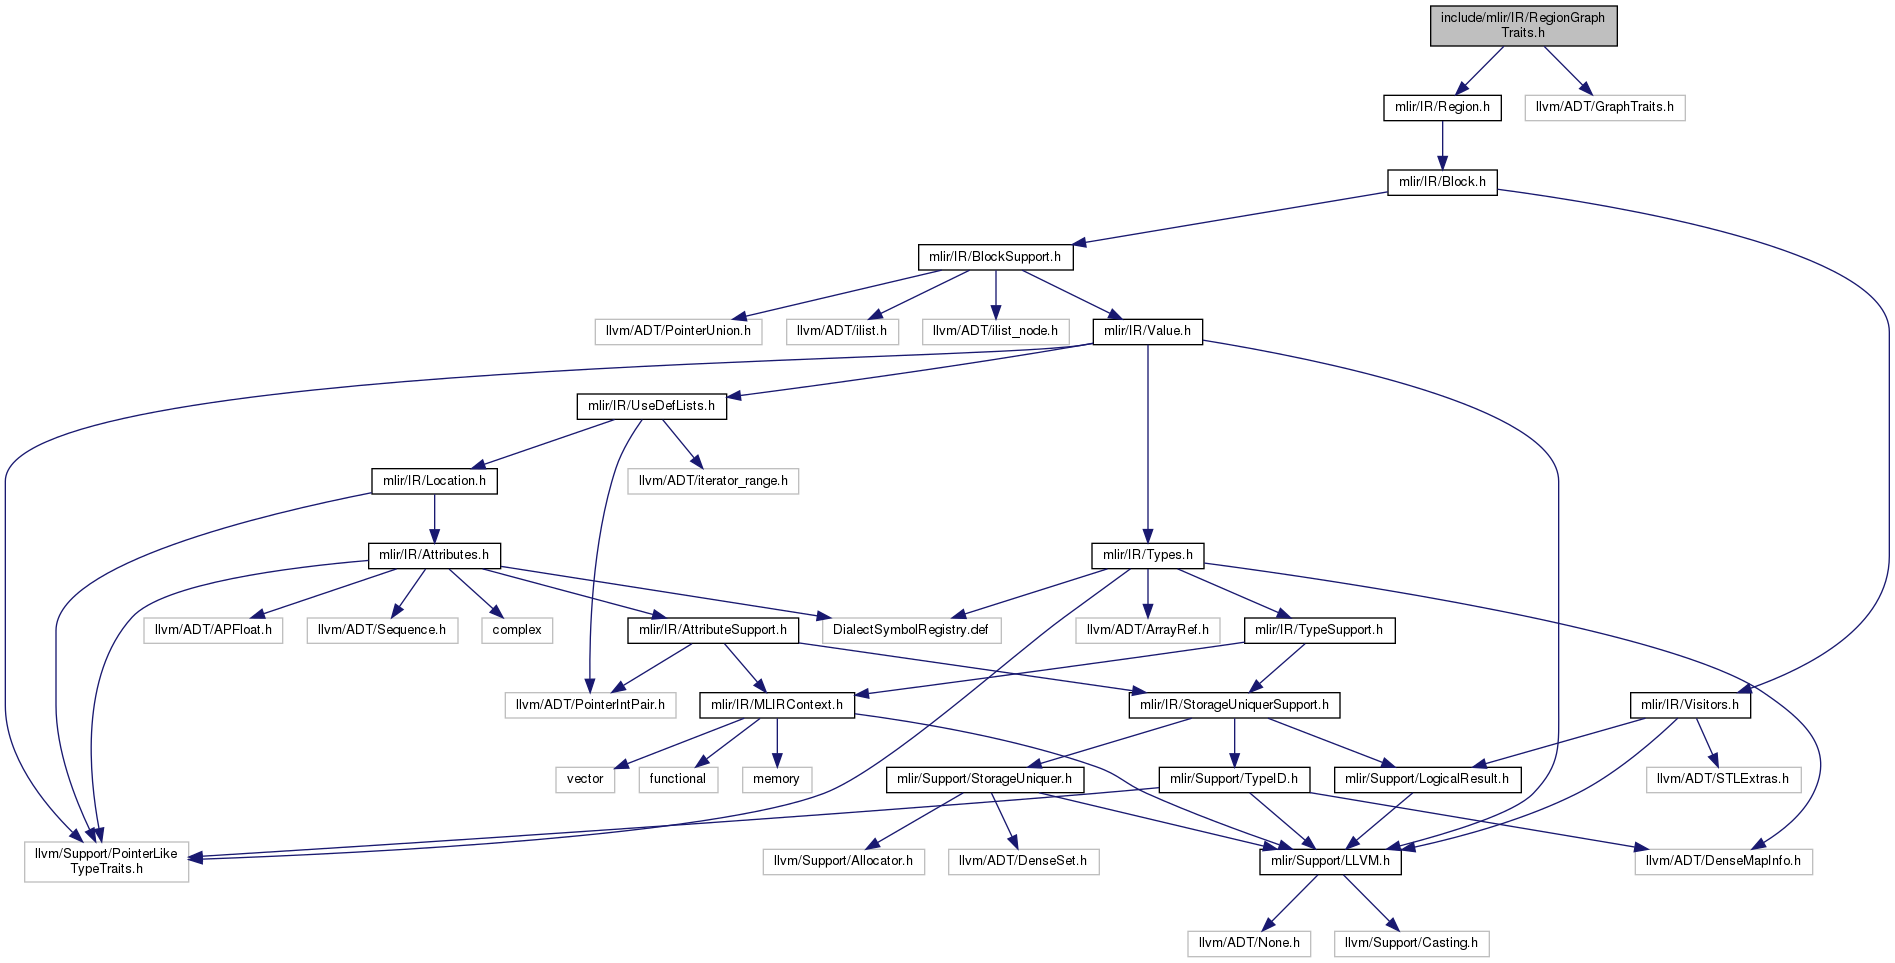 include/mlir/IR/RegionGraph
Traits.h
mlir/IR/Region.h
llvm/ADT/GraphTraits.h
mlir/IR/Block.h
mlir/IR/BlockSupport.h
llvm/ADT/PointerUnion.h
llvm/ADT/ilist.h
llvm/ADT/ilist_node.h
mlir/IR/Value.h
mlir/IR/UseDefLists.h
mlir/IR/Location.h
llvm/ADT/iterator_range.h
mlir/IR/Attributes.h
mlir/IR/Types.h
llvm/ADT/APFloat.h
llvm/ADT/Sequence.h
complex
mlir/IR/AttributeSupport.h
DialectSymbolRegistry.def
llvm/ADT/ArrayRef.h
mlir/IR/TypeSupport.h
llvm/ADT/PointerIntPair.h
mlir/IR/MLIRContext.h
mlir/IR/StorageUniquerSupport.h
mlir/IR/Visitors.h
vector
functional
memory
mlir/Support/StorageUniquer.h
mlir/Support/TypeID.h
mlir/Support/LogicalResult.h
llvm/ADT/STLExtras.h
llvm/Support/PointerLike
TypeTraits.h
llvm/Support/Allocator.h
llvm/ADT/DenseSet.h
mlir/Support/LLVM.h
llvm/ADT/DenseMapInfo.h
llvm/ADT/None.h
llvm/Support/Casting.h